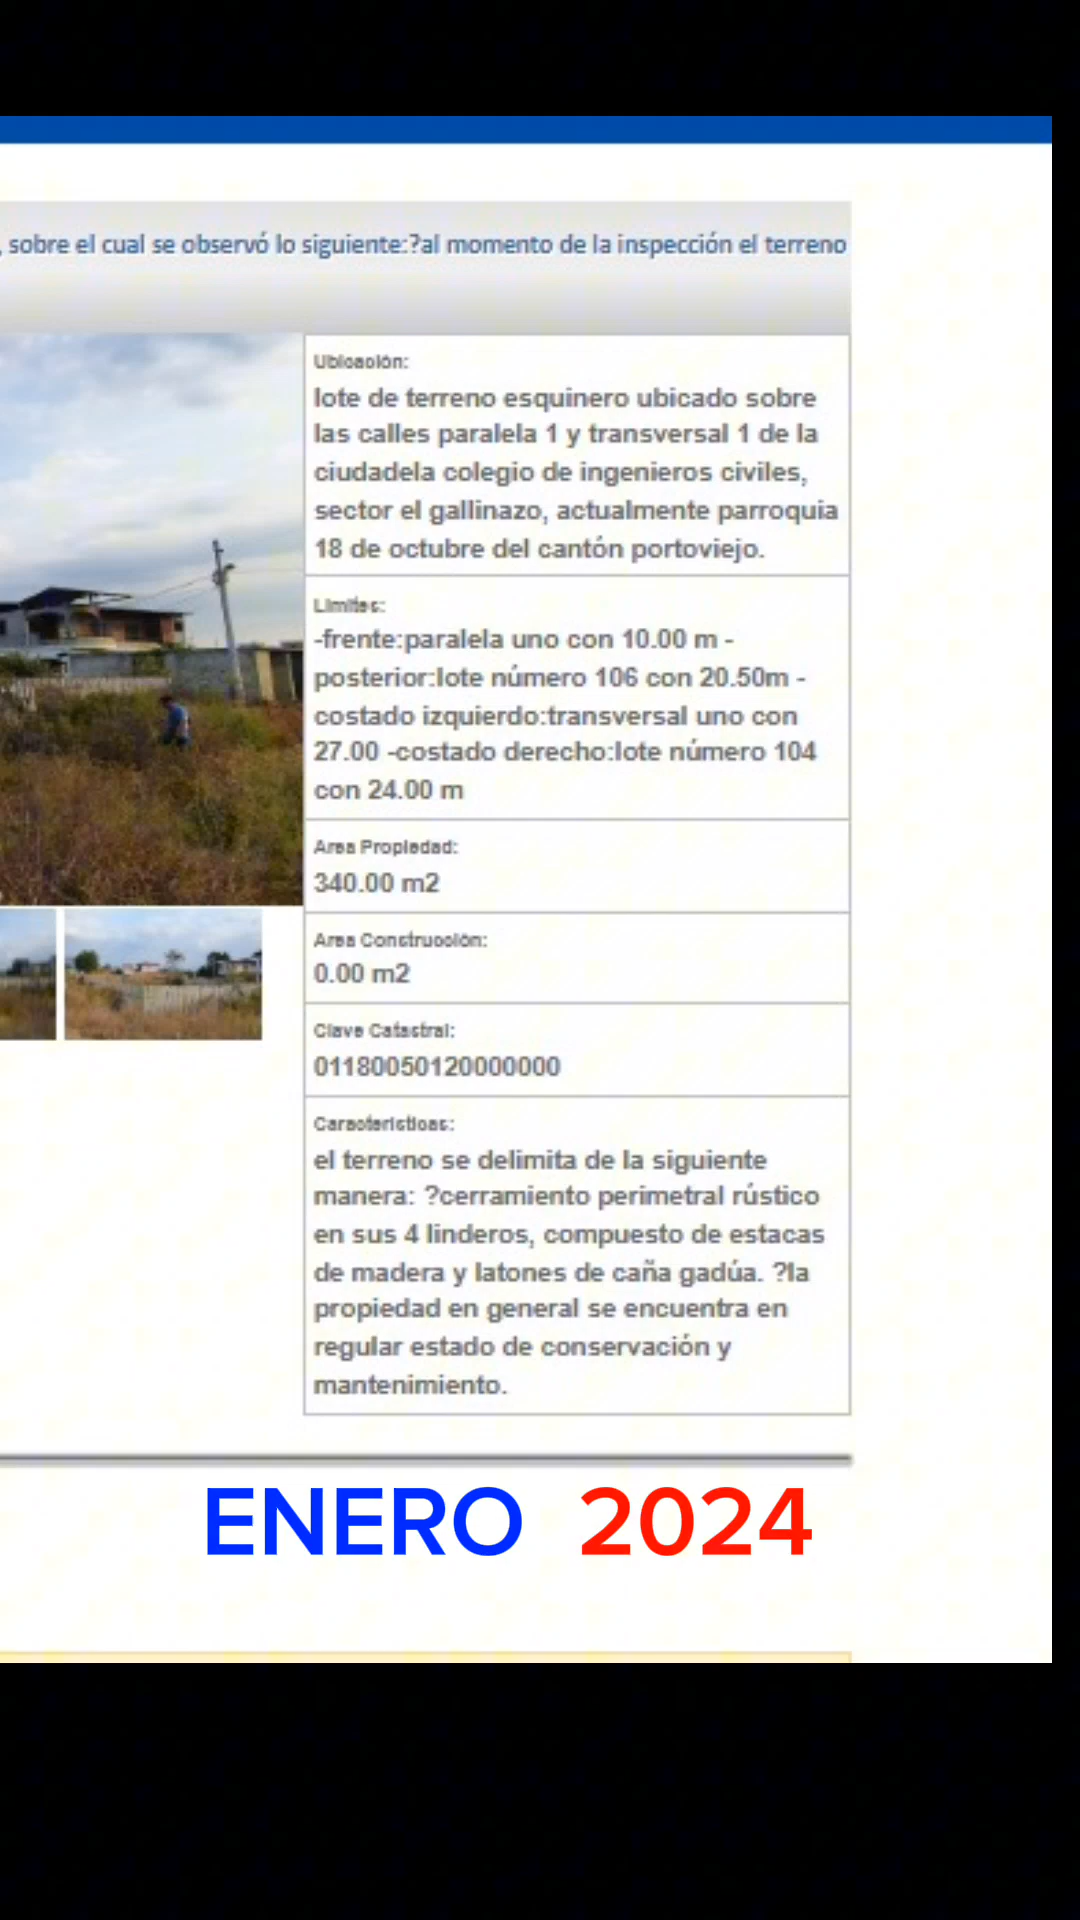 , sobre el cual se observó lo siguiente:?al momento de la inspección el terreno
Ubicación:
lote de terreno esquinero ubicado sobre
las calles paralela 1 y transversal 1 de la
ciudadela colegio de ingenieros civiles,
sector el gallinazo, actualmente parroquia
18 de octubre del cantón portoviejo.
Limites:
-frente:paralela uno con 10.00 m -
posterior:lote número 106 con 20.50m -
costado izquierdo:transversal uno con
27.00 -costado derecho:lote número 104
con 24.00 m
Area Propiedad:
340.00 m2
Area Construcción:
0.00 m2
Clave Catastral:
01180050120000000
Caracteristicas:
el terreno se delimita de la siguiente
manera: ?cerramiento perimetral rústico
en sus 4 linderos, compuesto de estacas
de madera y latones de caña gadúa. ?la
propiedad en general se encuentra en
regular estado de conservación y
mantenimiento.
ENERO 2024